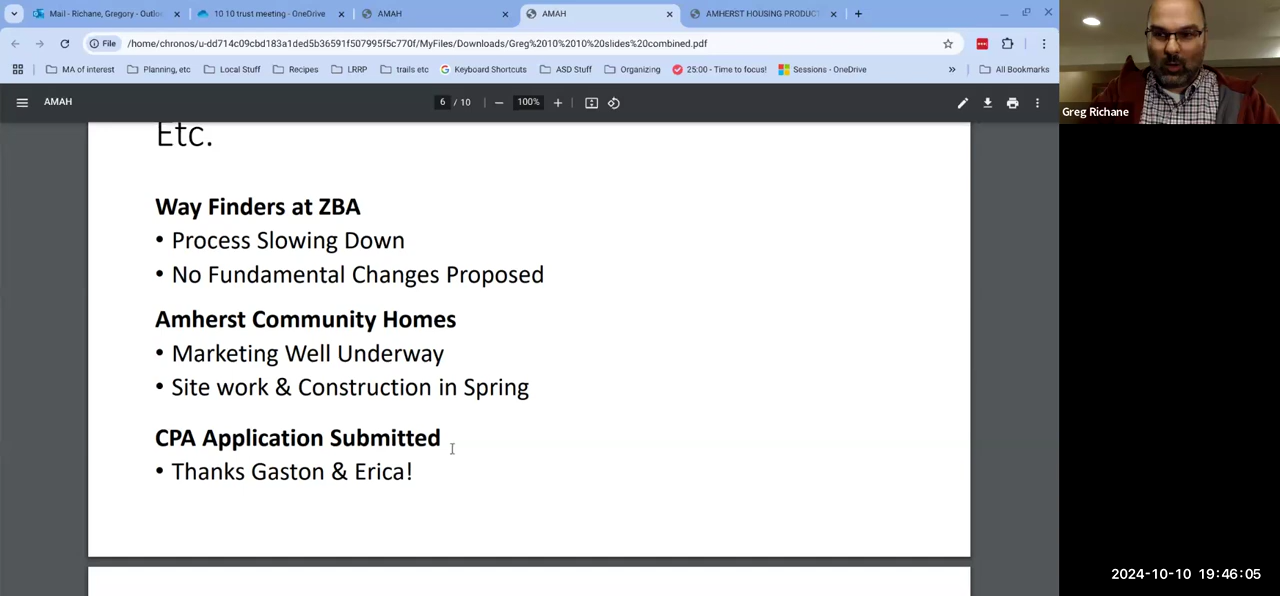 Mail - Richane, Gregory - Outlo
10 10 trust meeting - OneDrive
AMAH
AMAH
AMHERST HOUSING PRODUCT
File
/home/chronos/u-dd714c09cbd183a1ded5b36591f507995f5c770f/MyFiles/Downloads/Greg%2010%2010%20slides%20combined.pdf
MA of interest
Planning, etc
Local Stuff
Recipes
LRRP
trails etc
Keyboard Shortcuts
ASD Stuff
Organizing
25:00 - Time to focus!
Sessions - OneDrive
»
All Bookmarks
AMAH
6 / 10
100%
Greg Richane
Etc.
Way Finders at ZBA
• Process Slowing Down
• No Fundamental Changes Proposed
Amherst Community Homes
• Marketing Well Underway
• Site work & Construction in Spring
CPA Application Submitted
• Thanks Gaston & Erica!
2024-10-10 19:46:05